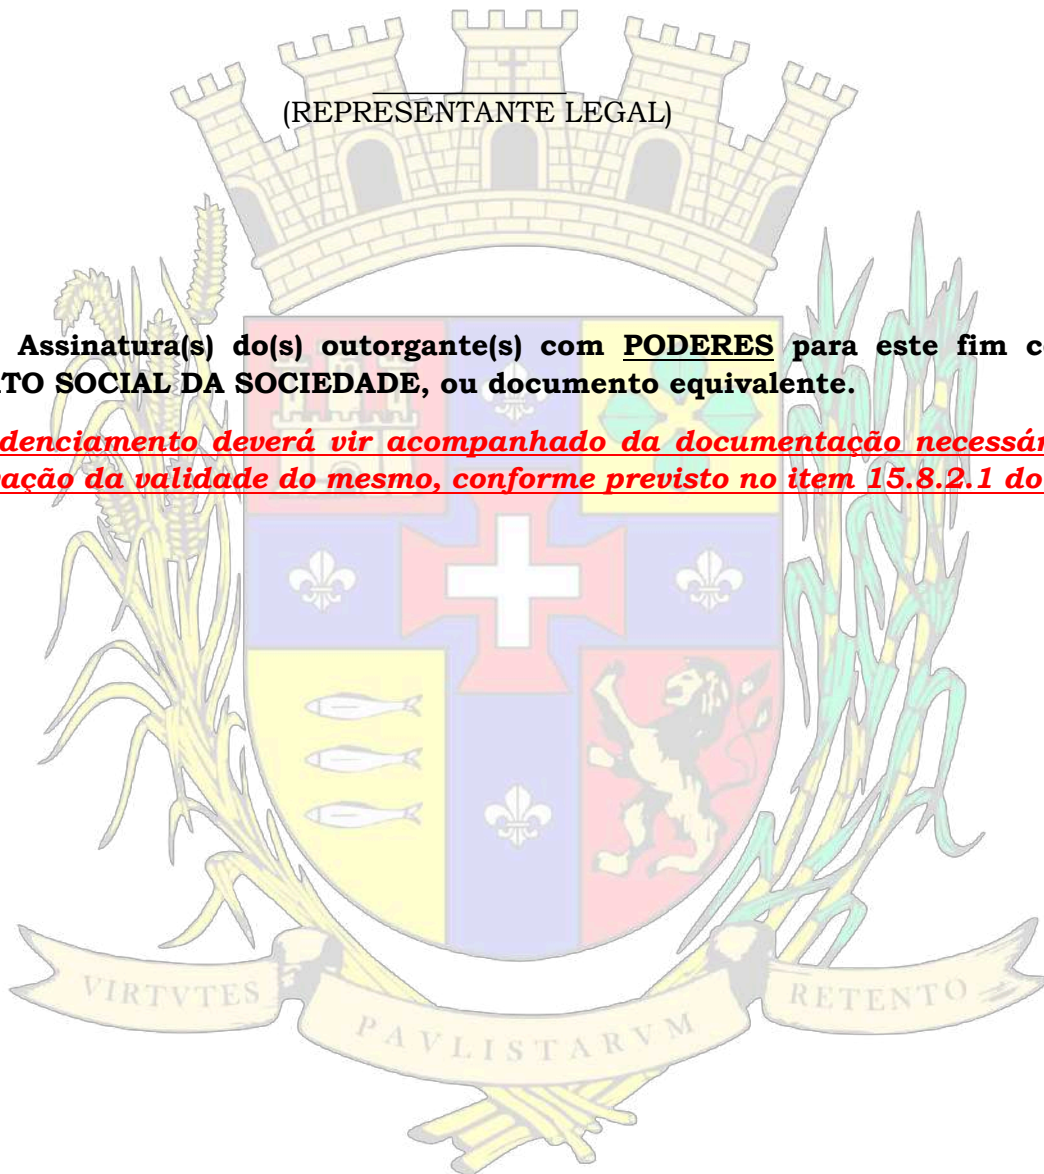 (REPRESENTANTE LEGAL)
Assinatura(s) do(s) outorgante(s) com PODERES para este fim
TO SOCIAL DA SOCIEDADE, ou documento equivalente.
denciamento deverá vir acompanhado da documentação
ação da validade do mesmo, conforme previsto no item 15.8.2.1 do
VIRTVTES PAVLISTARVM RETENTO